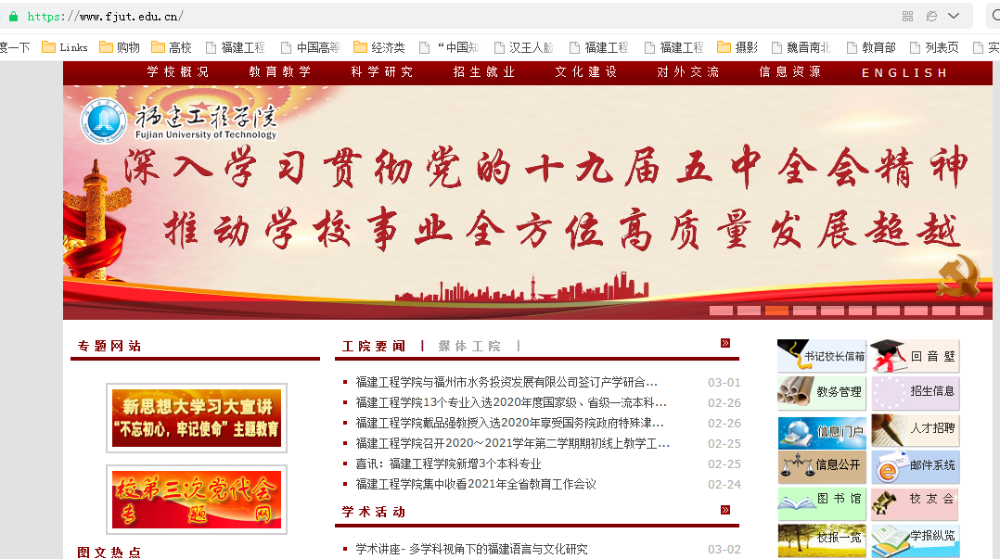 https://www.fjut.edu.cn/
度一下 Links 购物 高校 福建工程 中国高等 经济类 “中国知 汉王人脸 福建工程 福建工程 摄影 魏晋南北 教育部 列表页 实
学校概况 教育教学 科学研究 招生就业 文化建设 对外交流 信息资源 ENGLISH
福建工程学院
Fujian University of Technology
深入学习贯彻党的十九届五中全会精神
推动学校事业全方位高质量发展超越
专题网站
新思想大学习大宣讲
“不忘初心，牢记使命”主题教育
校第三次党代会
专题网
图文热点
工院要闻 | 媒体工院 |
福建工程学院与福州市水务投资发展有限公司签订产学研合... 03-01
福建工程学院13个专业入选2020年度国家级、省级一流本科... 02-26
福建工程学院戴品强教授入选2020年享受国务院政府特殊津... 02-26
福建工程学院召开2020～2021学年第二学期期初线上教学工... 02-25
喜讯：福建工程学院新增3个本科专业 02-25
福建工程学院集中收看2021年全省教育工作会议 02-24
学术活动
学术讲座- 多学科视角下的福建语言与文化研究 03-02
书记校长信箱 回音壁
教务管理 招生信息
信息门户 人才招聘
信息公开 邮件系统
图书馆 校友会
校报一览 学报纵览